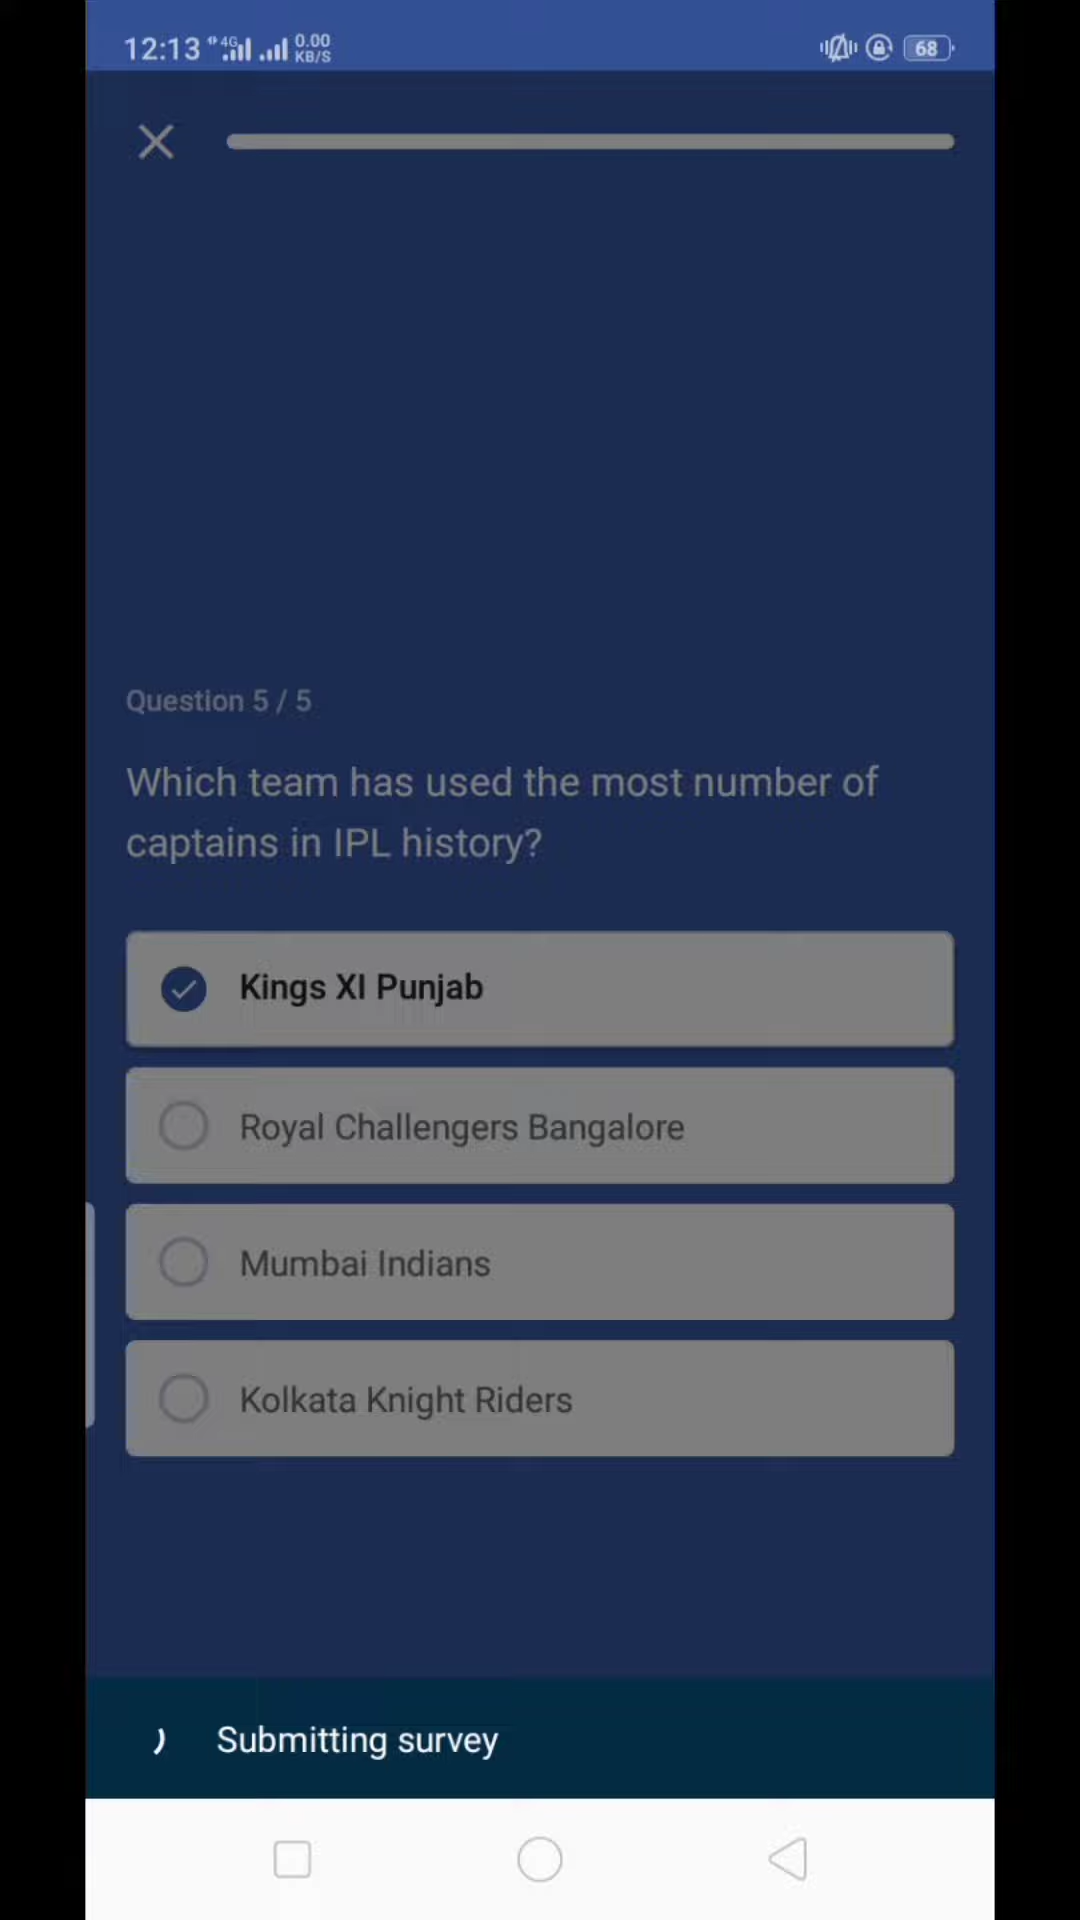 12:13 4G 0.00 KB/S 68
Question 5 / 5
Which team has used the most number of
captains in IPL history?
Kings XI Punjab
Royal Challengers Bangalore
Mumbai Indians
Kolkata Knight Riders
Submitting survey